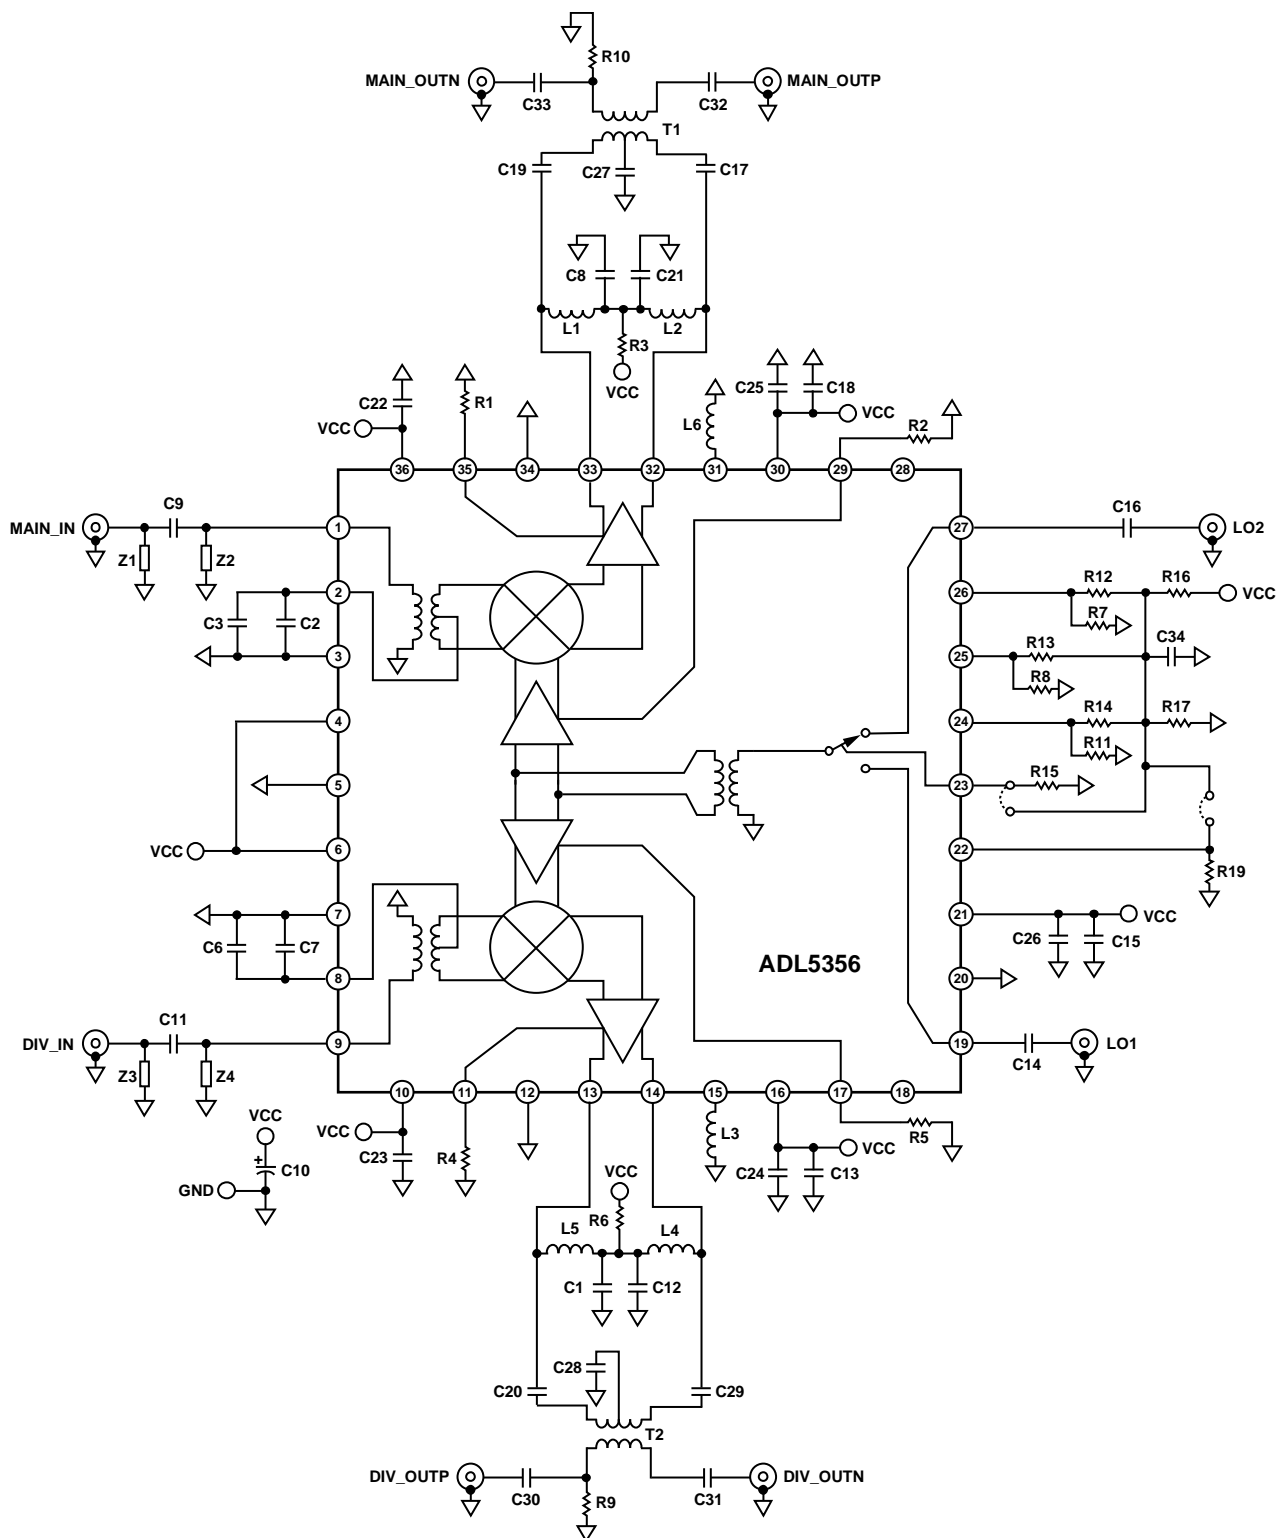 R10
MAIN_OUTN
MAIN_OUTP
C33
C32
T1
C19
C27
C17
C8
C21
L1
L2
R3
VCC
C22
R1
L6
C25
C18
VCC
VCC
R2
36
35
34
33
32
31
30
29
28
C9
MAIN_IN
Z1
Z2
C3
C2
1
2
3
4
5
6
7
8
9
VCC
C6
C7
C11
DIV_IN
Z3
Z4
27
26
25
24
23
22
21
20
19
C16
LO2
R12
R16
VCC
R7
R13
C34
R8
R14
R17
R11
R15
R19
VCC
C26
C15
ADL5356
C14
LO1
10
11
12
13
14
15
16
17
18
VCC
C23
R4
L3
C24
C13
VCC
R5
VCC
C10
+
GND
VCC
R6
L5
L4
C1
C12
C28
C20
C29
T2
DIV_OUTP
DIV_OUTN
C30
R9
C31